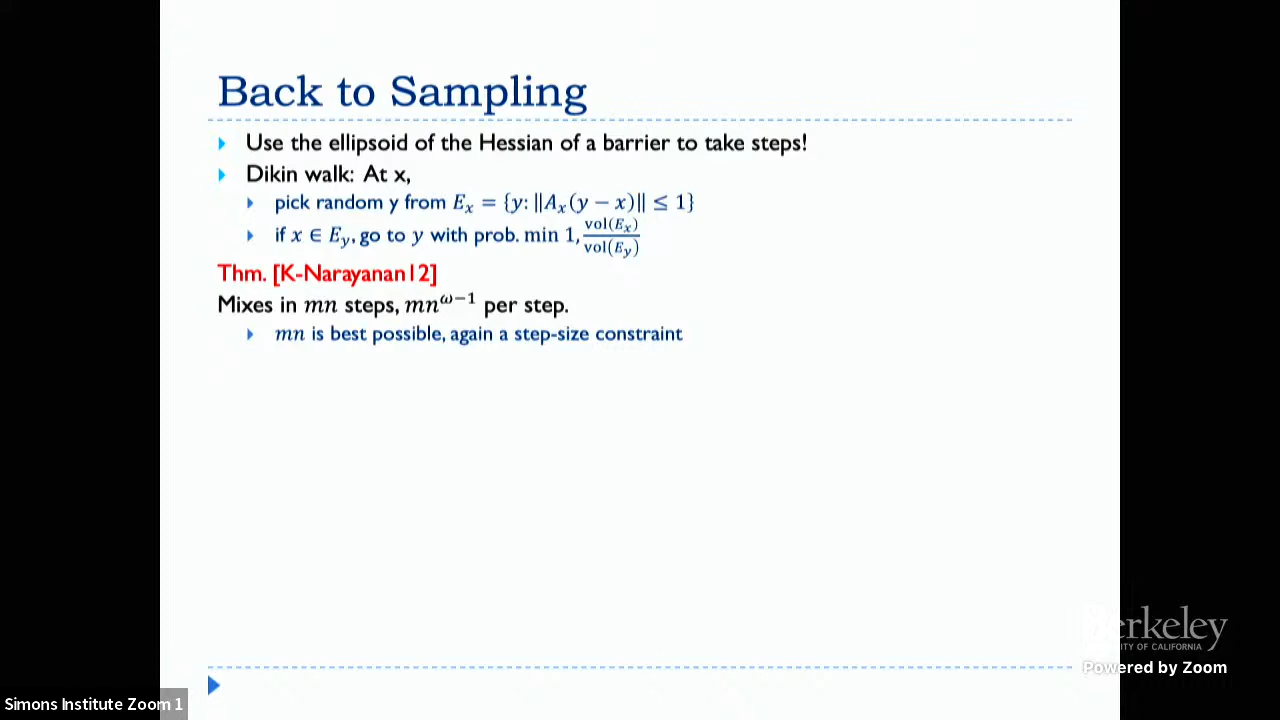 Back to Sampling
Use the ellipsoid of the Hessian of a barrier to take steps!
Dikin walk: At x,
pick random y from E_x = {y: ‖A_x(y − x)‖ ≤ 1}
if x ∈ E_y, go to y with prob. min 1, vol(E_x)/vol(E_y)
Thm. [K-Narayanan12]
Mixes in mn steps, mn^{ω−1} per step.
mn is best possible, again a step-size constraint
Berkeley
ITY OF CALIFORNIA
Powered by Zoom
Simons Institute Zoom 1